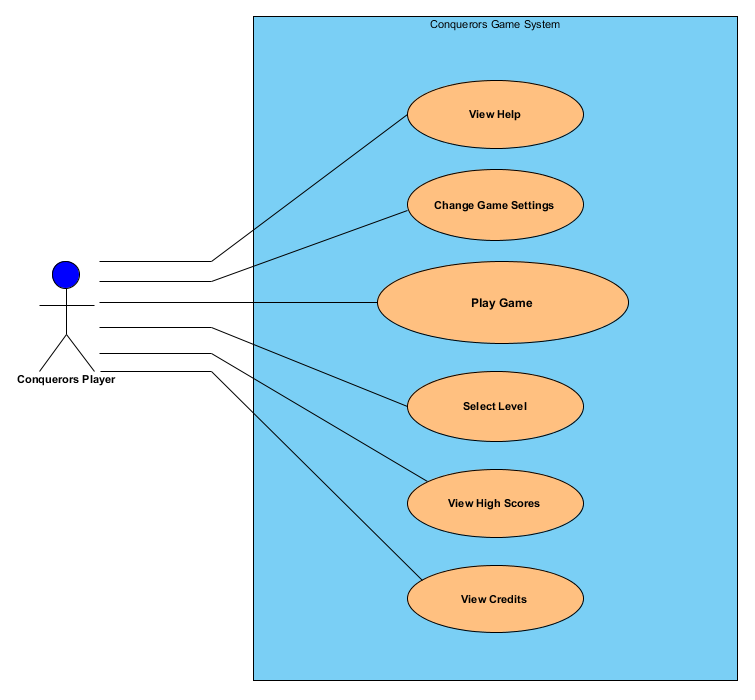 Conquerors Game System
View Help
Change Game Settings
Play Game
Conquerors Player
Select Level
View High Scores
View Credits